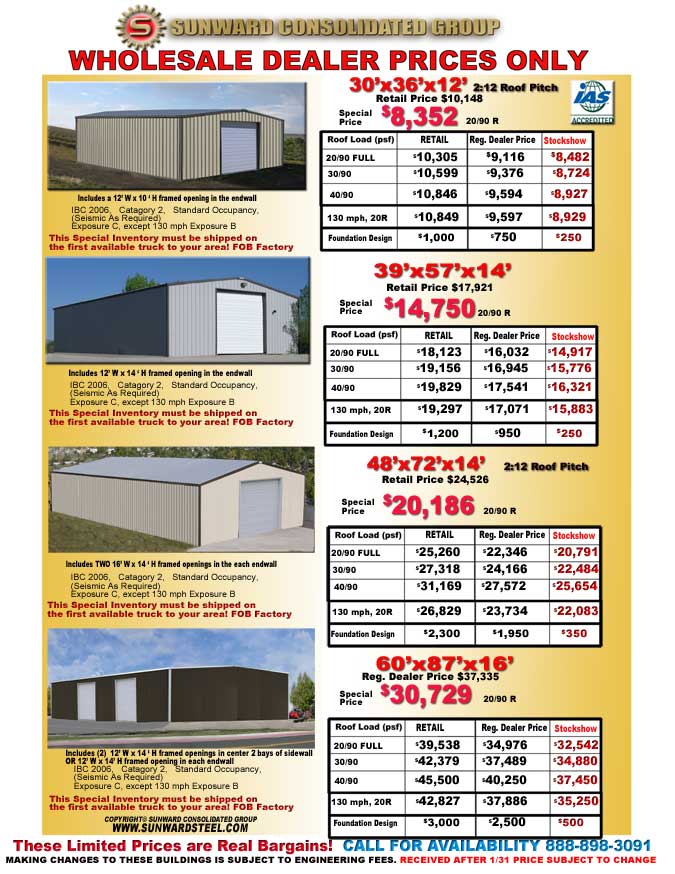 SUNWARD CONSOLIDATED GROUP
WHOLESALE DEALER PRICES ONLY
30'x36'x12' 2:12 Roof Pitch
Retail Price $10,148
Special Price $8,352 20/90 R
IAS ACCREDITED
Roof Load (psf) RETAIL Reg. Dealer Price Stockshow
20/90 FULL $10,305 $9,116 $8,482
30/90 $10,599 $9,376 $8,724
40/90 $10,846 $9,594 $8,927
130 mph, 20R $10,849 $9,597 $8,929
Foundation Design $1,000 $750 $250
Includes a 12' W x 10 ' H framed opening in the endwall
IBC 2006, Catagory 2, Standard Occupancy,
(Seismic As Required)
Exposure C, except 130 mph Exposure B
This Special Inventory must be shipped on
the first available truck to your area! FOB Factory
39'x57'x14'
Retail Price $17,921
Special Price $14,750 20/90 R
Roof Load (psf) RETAIL Reg. Dealer Price Stockshow
20/90 FULL $18,123 $16,032 $14,917
30/90 $19,156 $16,945 $15,776
40/90 $19,829 $17,541 $16,321
130 mph, 20R $19,297 $17,071 $15,883
Foundation Design $1,200 $950 $250
Includes 12' W x 14 ' H framed opening in the endwall
IBC 2006, Catagory 2, Standard Occupancy,
(Seismic As Required)
Exposure C, except 130 mph Exposure B
This Special Inventory must be shipped on
the first available truck to your area! FOB Factory
48'x72'x14' 2:12 Roof Pitch
Retail Price $24,526
Special Price $20,186 20/90 R
Roof Load (psf) RETAIL Reg. Dealer Price Stockshow
20/90 FULL $25,260 $22,346 $20,791
30/90 $27,318 $24,166 $22,484
40/90 $31,169 $27,572 $25,654
130 mph, 20R $26,829 $23,734 $22,083
Foundation Design $2,300 $1,950 $350
Includes TWO 16' W x 14 ' H framed openings in the each endwall
IBC 2006, Catagory 2, Standard Occupancy,
(Seismic As Required)
Exposure C, except 130 mph Exposure B
This Special Inventory must be shipped on
the first available truck to your area! FOB Factory
60'x87'x16'
Reg. Dealer Price $37,335
Special Price $30,729 20/90 R
Roof Load (psf) RETAIL Reg. Dealer Price Stockshow
20/90 FULL $39,538 $34,976 $32,542
30/90 $42,379 $37,489 $34,880
40/90 $45,500 $40,250 $37,450
130 mph, 20R $42,827 $37,886 $35,250
Foundation Design $3,000 $2,500 $500
Includes (2) 12' W x 14 ' H framed openings in center 2 bays of sidewall
OR 12' W x 14' H framed opening in each endwall
IBC 2006, Catagory 2, Standard Occupancy,
(Seismic As Required)
Exposure C, except 130 mph Exposure B
This Special Inventory must be shipped on
the first available truck to your area! FOB Factory
COPYRIGHT® SUNWARD CONSOLIDATED GROUP
WWW.SUNWARDSTEEL.COM
These Limited Prices are Real Bargains! CALL FOR AVAILABILITY 888-898-3091
MAKING CHANGES TO THESE BUILDINGS IS SUBJECT TO ENGINEERING FEES. RECEIVED AFTER 1/31 PRICE SUBJECT TO CHANGE